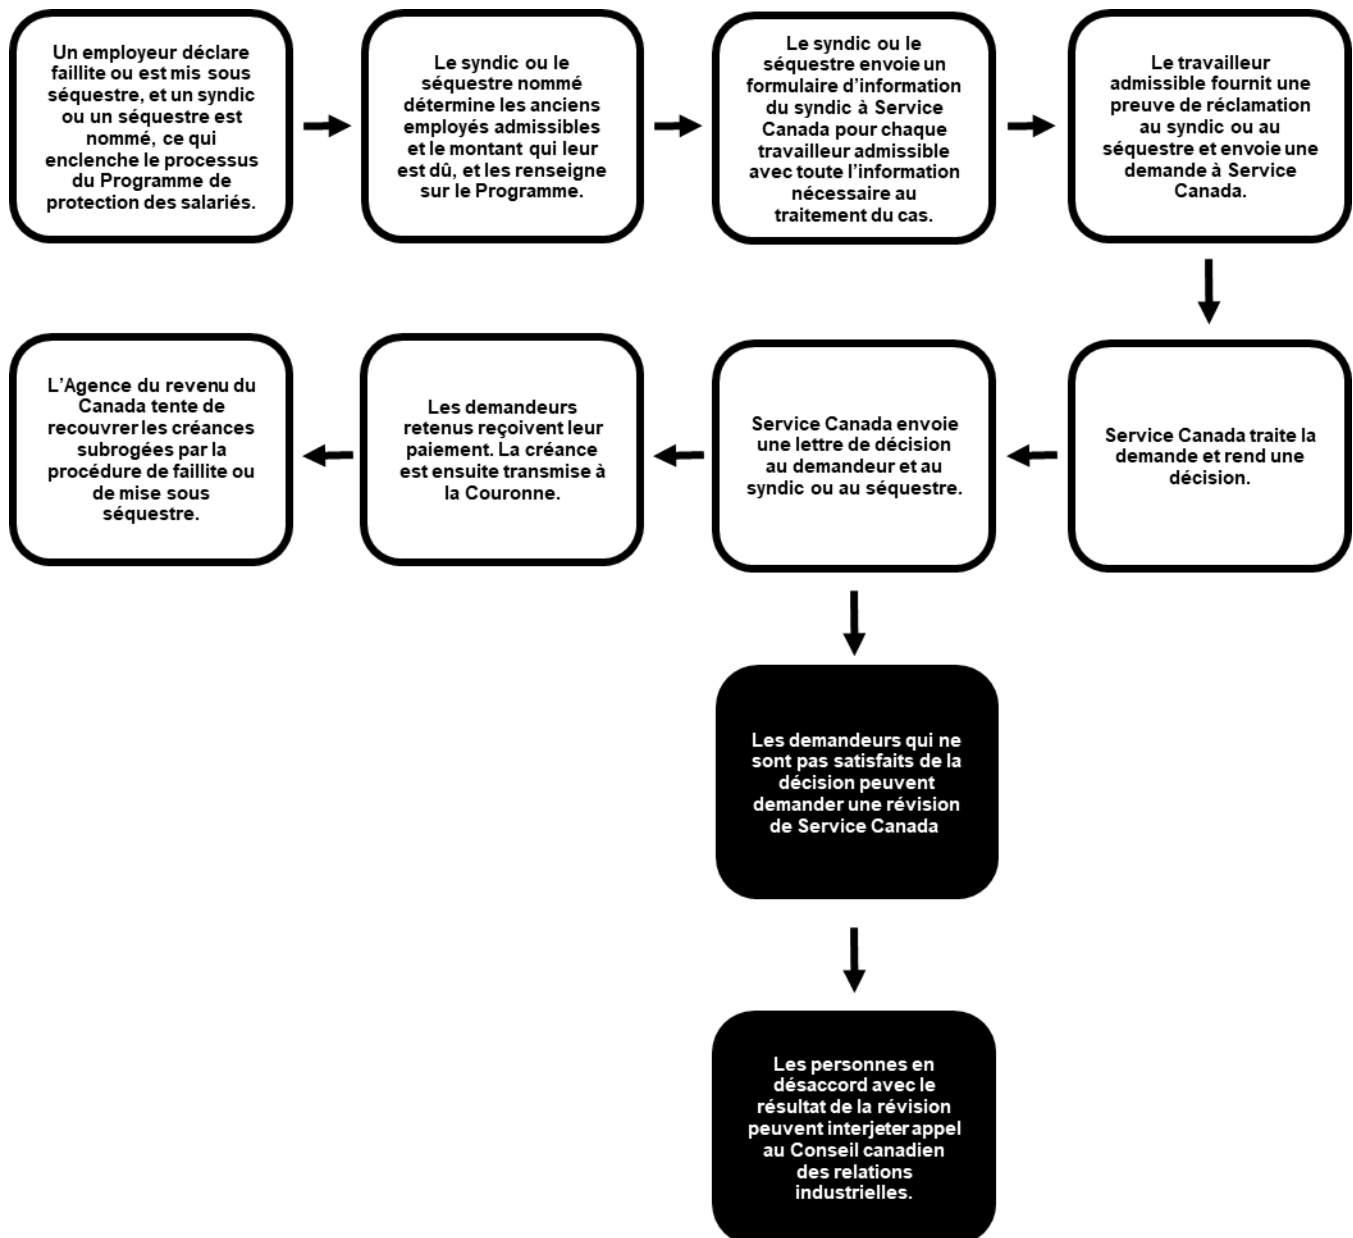 Un employeur déclare
faillite ou est mis sous
séquestre, et un syndic
ou un séquestre est
nommé, ce qui
enclenche le processus
du Programme de
protection des salariés.
Le syndic ou le
séquestre nommé
détermine les anciens
employés admissibles
et le montant qui leur
est dû, et les renseigne
sur le Programme.
Le syndic ou le
séquestre envoie un
formulaire d’information
du syndic à Service
Canada pour chaque
travailleur admissible
avec toute l’information
nécessaire au
traitement du cas.
Le travailleur
admissible fournit une
preuve de réclamation
au syndic ou au
séquestre et envoie une
demande à Service
Canada.
Service Canada traite la
demande et rend une
décision.
Service Canada envoie
une lettre de décision
au demandeur et au
syndic ou au séquestre.
Les demandeurs
retenus reçoivent leur
paiement. La créance
est ensuite transmise à
la Couronne.
L’Agence du revenu du
Canada tente de
recouvrer les créances
subrogées par la
procédure de faillite ou
de mise sous
séquestre.
Les demandeurs qui ne
sont pas satisfaits de la
décision peuvent
demander une révision
de Service Canada
Les personnes en
désaccord avec le
résultat de la révision
peuvent interjeter appel
au Conseil canadien
des relations
industrielles.